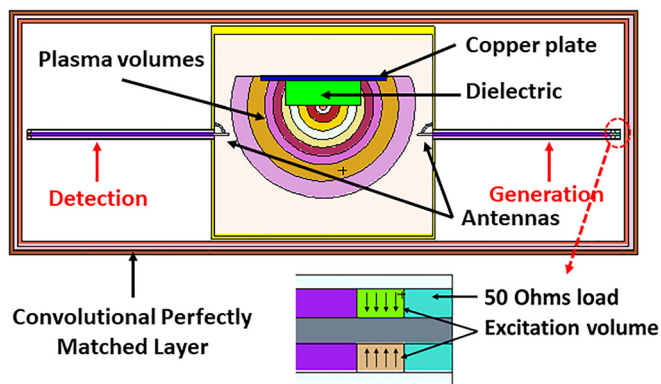 Copper plate
Plasma volumes
Dielectric
Detection
Generation
Antennas
Convolutional Perfectly
Matched Layer
50 Ohms load
Excitation volume